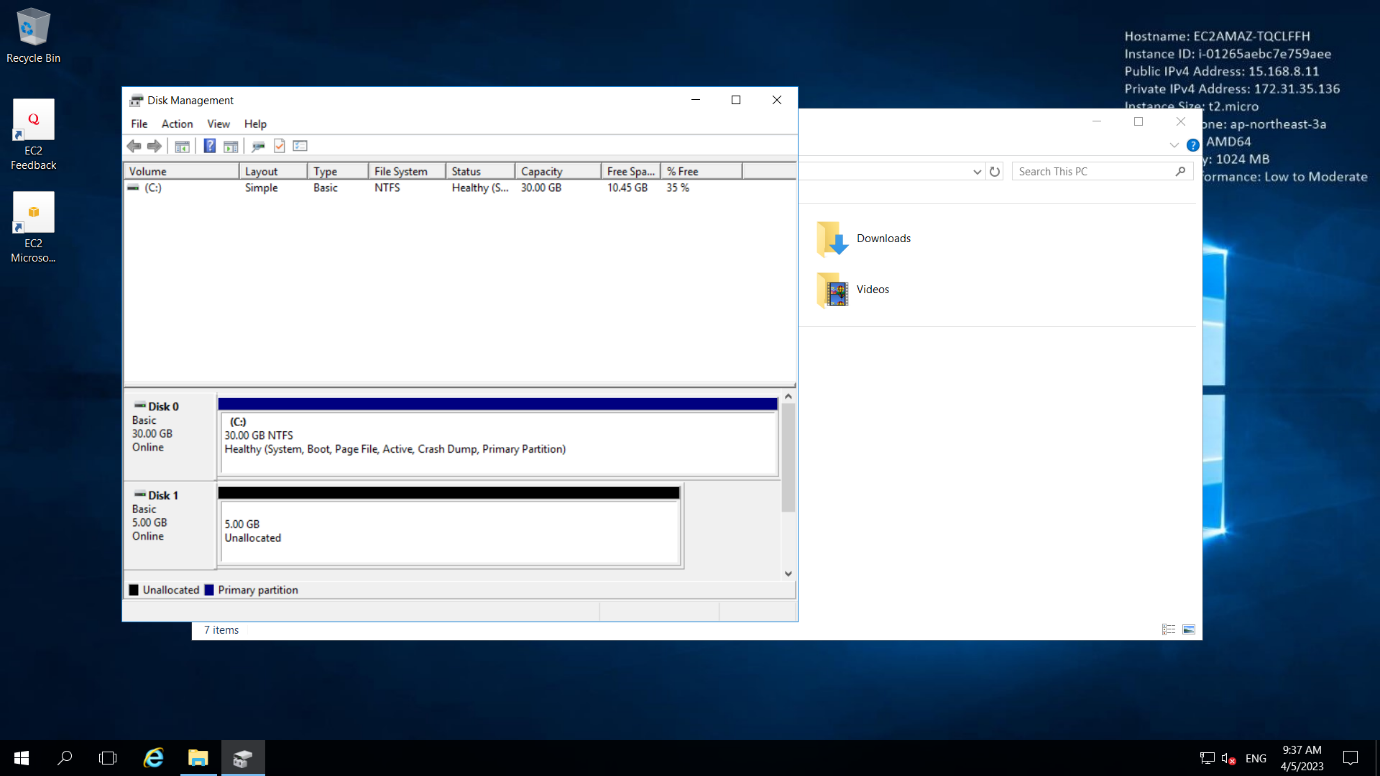 Recycle Bin
EC2
Feedback
EC2
Microso...
Hostname: EC2AMAZ-TQCLFFH
Instance ID: i-01265aebc7e759aee
Public IPv4 Address: 15.168.8.11
Private IPv4 Address: 172.31.35.136
Instance Size: t2.micro
one: ap-northeast-3a
AMD64
y: 1024 MB
formance: Low to Moderate
Disk Management
File Action View Help
Volume Layout Type File System Status Capacity Free Spa... % Free
(C:) Simple Basic NTFS Healthy (S... 30.00 GB 10.45 GB 35 %
Disk 0
Basic
30.00 GB
Online
(C:)
30.00 GB NTFS
Healthy (System, Boot, Page File, Active, Crash Dump, Primary Partition)
Disk 1
Basic
5.00 GB
Online
5.00 GB
Unallocated
Unallocated Primary partition
Search This PC
Downloads
Videos
7 items
ENG
9:37 AM
4/5/2023